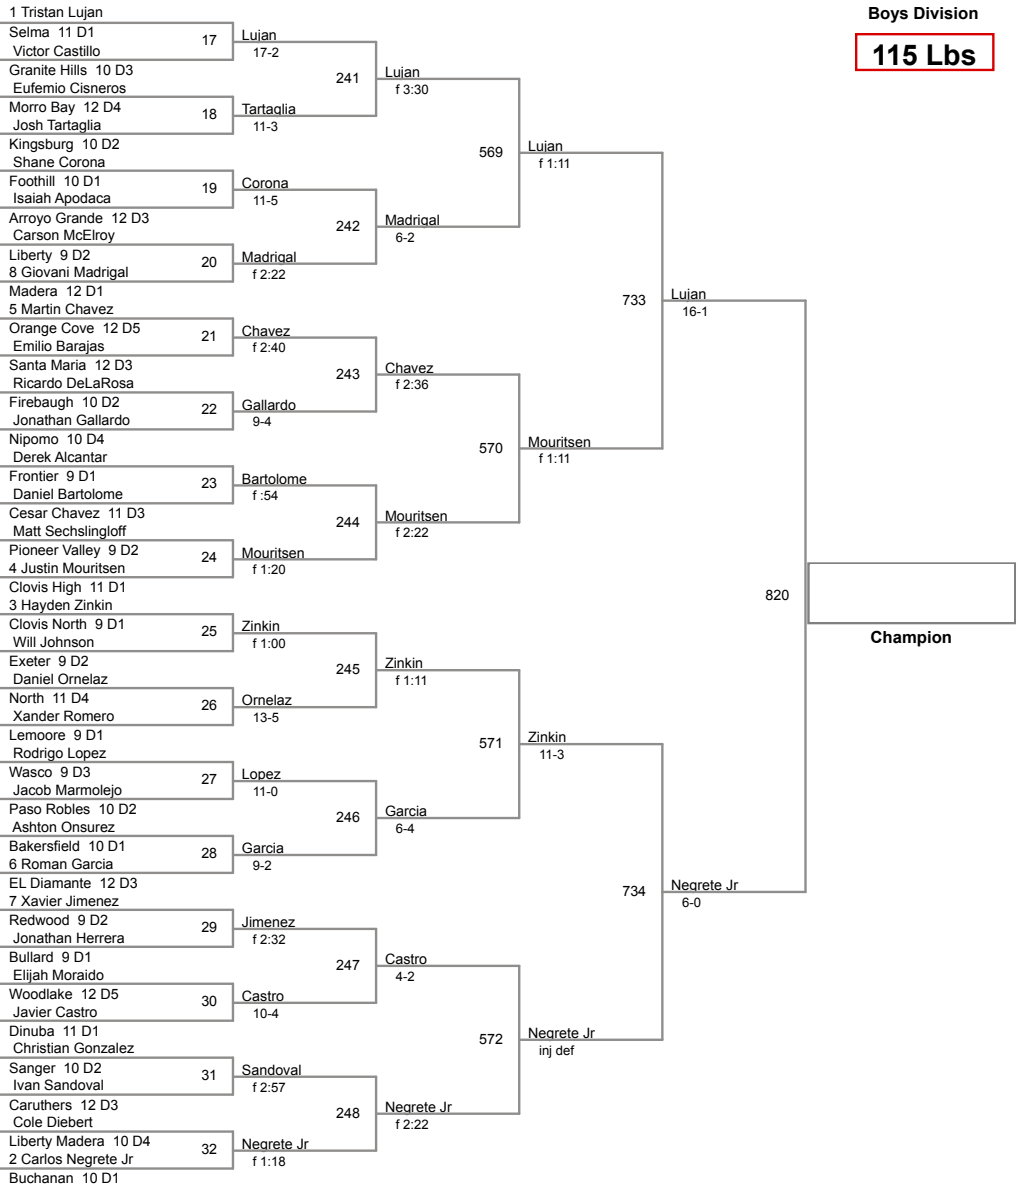 1 Tristan Lujan
Selma 11 D1
Victor Castillo
Granite Hills 10 D3
Eufemio Cisneros
Morro Bay 12 D4
Josh Tartaglia
Kingsburg 10 D2
Shane Corona
Foothill 10 D1
Isaiah Apodaca
Arroyo Grande 12 D3
Carson McElroy
Liberty 9 D2
8 Giovani Madrigal
Madera 12 D1
5 Martin Chavez
Orange Cove 12 D5
Emilio Barajas
Santa Maria 12 D3
Ricardo DeLaRosa
Firebaugh 10 D2
Jonathan Gallardo
Nipomo 10 D4
Derek Alcantar
Frontier 9 D1
Daniel Bartolome
Cesar Chavez 11 D3
Matt Sechslingloff
Pioneer Valley 9 D2
4 Justin Mouritsen
Clovis High 11 D1
3 Hayden Zinkin
Clovis North 9 D1
Will Johnson
Exeter 9 D2
Daniel Ornelaz
North 11 D4
Xander Romero
Lemoore 9 D1
Rodrigo Lopez
Wasco 9 D3
Jacob Marmolejo
Paso Robles 10 D2
Ashton Onsurez
Bakersfield 10 D1
6 Roman Garcia
EL Diamante 12 D3
7 Xavier Jimenez
Redwood 9 D2
Jonathan Herrera
Bullard 9 D1
Elijah Moraido
Woodlake 12 D5
Javier Castro
Dinuba 11 D1
Christian Gonzalez
Sanger 10 D2
Ivan Sandoval
Caruthers 12 D3
Cole Diebert
Liberty Madera 10 D4
2 Carlos Negrete Jr
Buchanan 10 D1
17
18
19
20
21
22
23
24
25
26
27
28
29
30
31
32
Lujan
17-2
Tartaglia
11-3
Corona
11-5
Madrigal
f 2:22
Chavez
f 2:40
Gallardo
9-4
Bartolome
f :54
Mouritsen
f 1:20
Zinkin
f 1:00
Ornelaz
13-5
Lopez
11-0
Garcia
9-2
Jimenez
f 2:32
Castro
10-4
Sandoval
f 2:57
Negrete Jr
f 1:18
241
242
243
244
245
246
247
248
Lujan
f 3:30
Madrigal
6-2
Chavez
f 2:36
Mouritsen
f 2:22
Zinkin
f 1:11
Garcia
6-4
Castro
4-2
Negrete Jr
f 2:22
569
570
571
572
Lujan
f 1:11
Mouritsen
f 1:11
Zinkin
11-3
Negrete Jr
inj def
733
734
Lujan
16-1
Negrete Jr
6-0
820
Champion
Boys Division
115 Lbs